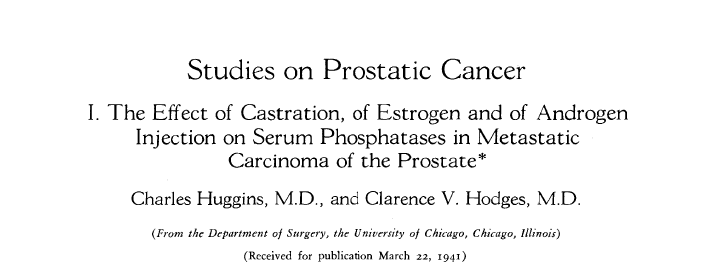 Studies on Prostatic Cancer
I. The Effect of Castration, of Estrogen and of Androgen
Injection on Serum Phosphatases in Metastatic
Carcinoma of the Prostate*
Charles Huggins, M.D., and Clarence V. Hodges, M.D.
(From the Department of Surgery, the University of Chicago, Chicago, Illinois)
(Received for publication March 22, 1941)